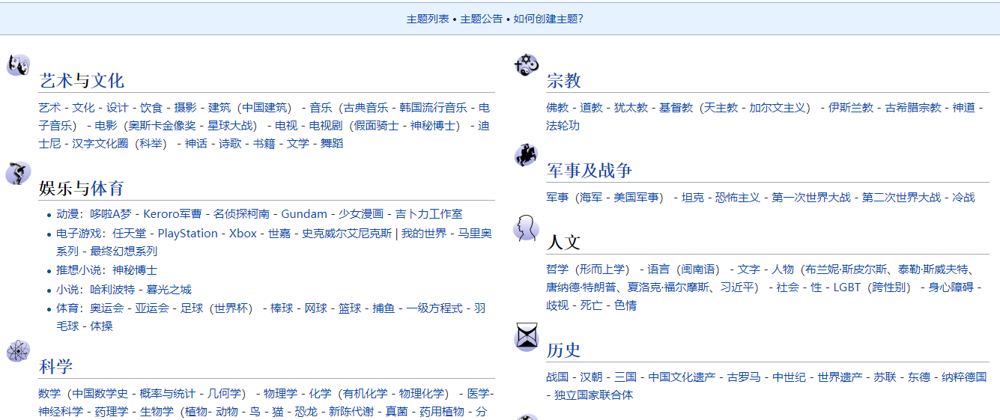 主题列表 • 主题公告 • 如何创建主题？
艺术与文化
艺术 - 文化 - 设计 - 饮食 - 摄影 - 建筑（中国建筑） - 音乐（古典音乐 - 韩国流行音乐 - 电
子音乐） - 电影（奥斯卡金像奖 - 星球大战） - 电视 - 电视剧（假面骑士 - 神秘博士） - 迪
士尼 - 汉字文化圈（科举） - 神话 - 诗歌 - 书籍 - 文学 - 舞蹈
娱乐与体育
动漫：哆啦A梦 - Keroro军曹 - 名侦探柯南 - Gundam - 少女漫画 - 吉卜力工作室
电子游戏：任天堂 - PlayStation - Xbox - 世嘉 - 史克威尔艾尼克斯 | 我的世界 - 马里奥
系列 - 最终幻想系列
推想小说：神秘博士
小说：哈利波特 - 暮光之城
体育：奥运会 - 亚运会 - 足球（世界杯） - 棒球 - 网球 - 篮球 - 捕鱼 - 一级方程式 - 羽
毛球 - 体操
科学
数学（中国数学史 - 概率与统计 - 几何学） - 物理学 - 化学（有机化学 - 物理化学） - 医学-
神经科学 - 药理学 - 生物学（植物- 动物 - 鸟 - 猫 - 恐龙 - 新陈代谢 - 真菌 - 药用植物 - 分
宗教
佛教 - 道教 - 犹太教 - 基督教（天主教 - 加尔文主义） - 伊斯兰教 - 古希腊宗教 - 神道 -
法轮功
军事及战争
军事（海军 - 美国军事） - 坦克 - 恐怖主义 - 第一次世界大战 - 第二次世界大战 - 冷战
人文
哲学（形而上学） - 语言（闽南语） - 文字 - 人物（布兰妮·斯皮尔斯、泰勒·斯威夫特、
唐纳德·特朗普、夏洛克·福尔摩斯、习近平） - 社会 - 性 - LGBT（跨性别） - 身心障碍 -
歧视 - 死亡 - 色情
历史
战国 - 汉朝 - 三国 - 中国文化遗产 - 古罗马 - 中世纪 - 世界遗产 - 苏联 - 东德 - 纳粹德国
- 独立国家联合体